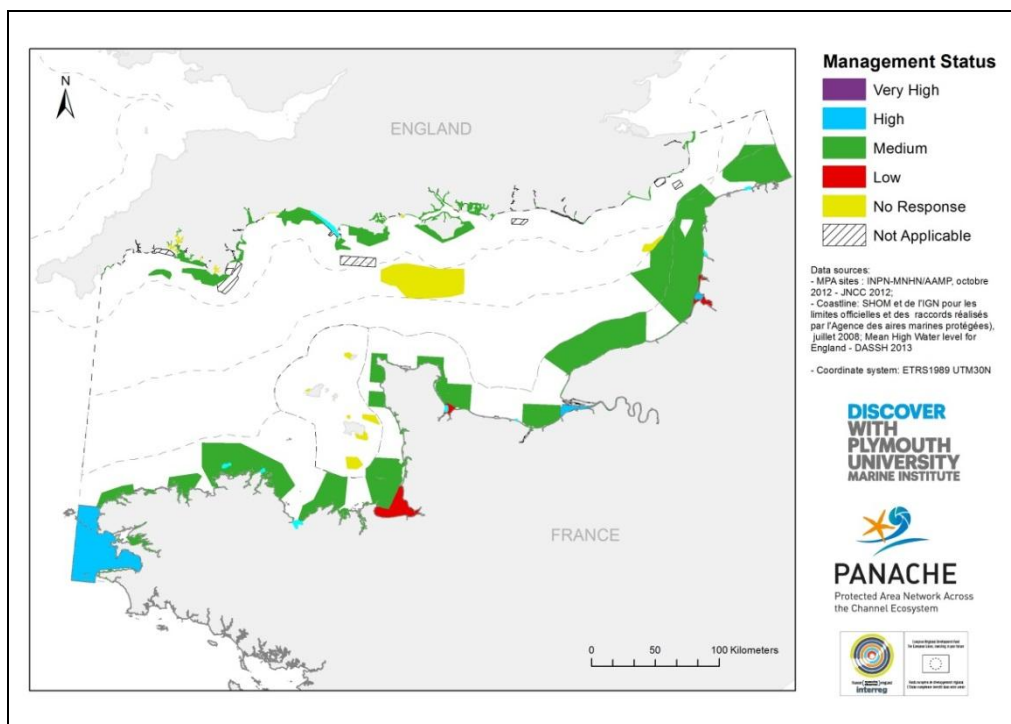 N
ENGLAND
FRANCE
0 50 100 Kilometers
Management Status
Very High
High
Medium
Low
No Response
Not Applicable
Data sources:
- MPA sites : INPN-MNHN/AAMP, octobre
2012 - JNCC 2012;
- Coastline: SHOM et de l'IGN pour les
limites officielles et des raccords réalisés
par l'Agence des aires marines protégées),
juillet 2008; Mean High Water level for
England - DASSH 2013
- Coordinate system: ETRS1989 UTM30N
DISCOVER
WITH
PLYMOUTH
UNIVERSITY
MARINE INSTITUTE
PANACHE
Protected Area Network Across
the Channel Ecosystem
interreg